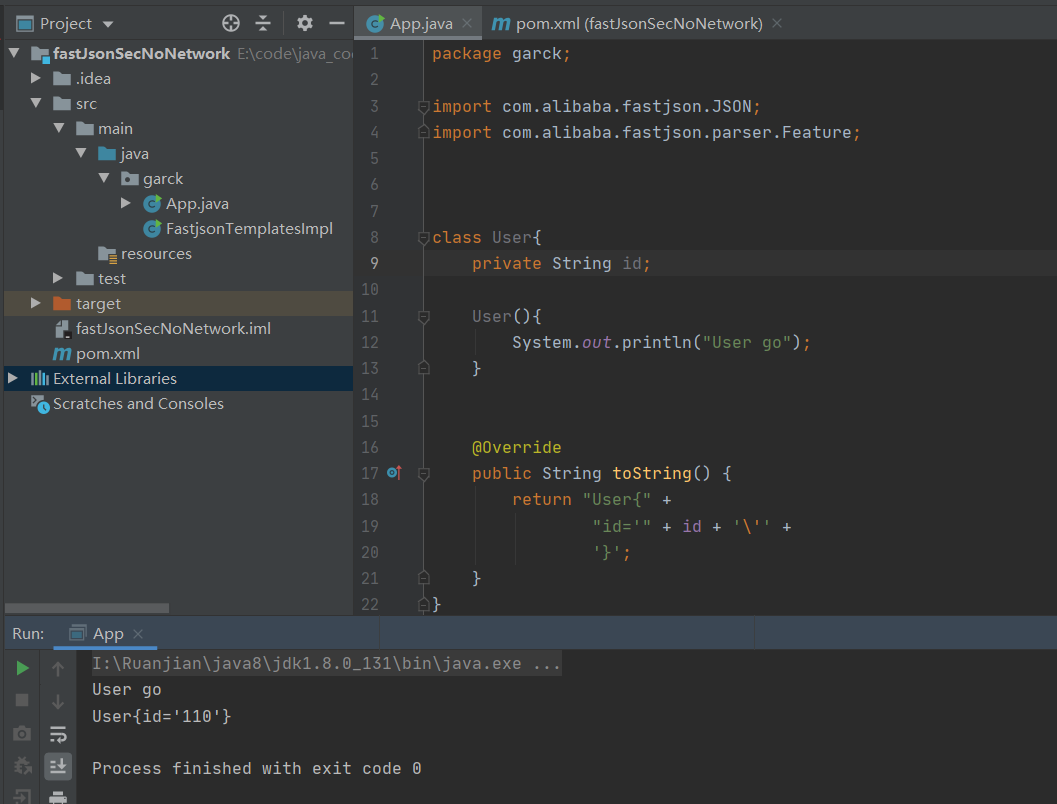 Project
App.java
pom.xml (fastJsonSecNoNetwork)
fastJsonSecNoNetwork E:\code\java_co
.idea
src
main
java
garck
App.java
FastjsonTemplatesImpl
resources
test
target
fastJsonSecNoNetwork.iml
pom.xml
External Libraries
Scratches and Consoles
1 package garck;
2
3 import com.alibaba.fastjson.JSON;
4 import com.alibaba.fastjson.parser.Feature;
5
6
7
8 class User{
9 private String id;
10
11 User(){
12 System.out.println("User go");
13 }
14
15
16 @Override
17 public String toString() {
18 return "User{" +
19 "id='" + id + '\'' +
20 '}';
21 }
22 }
Run: App
I:\Ruanjian\java8\jdk1.8.0_131\bin\java.exe ...
User go
User{id='110'}
Process finished with exit code 0